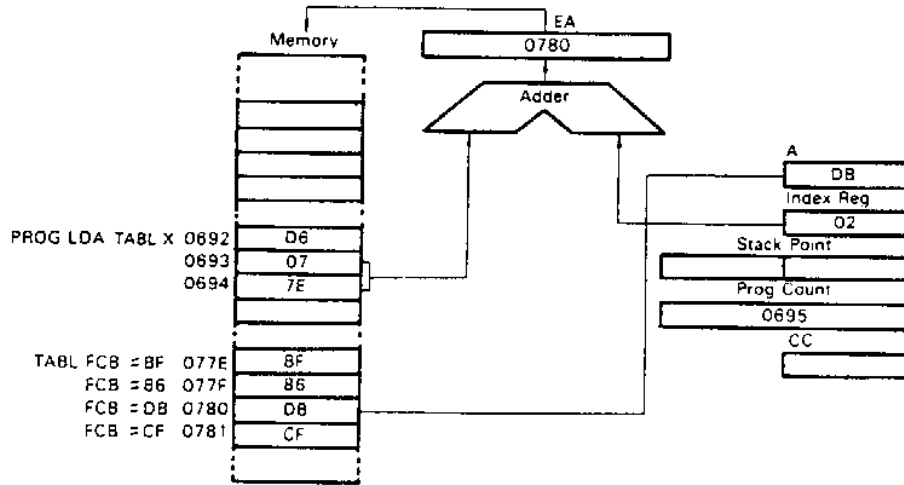 EA
Memory
0780
Adder
A
DB
Index Reg
02
Stack Point
Prog Count
0695
CC
PROG LDA TABL X 0692 D6
0693 07
0694 7E
TABL FCB =BF 077E BF
FCB =86 077F 86
FCB =DB 0780 DB
FCB =CF 0781 CF